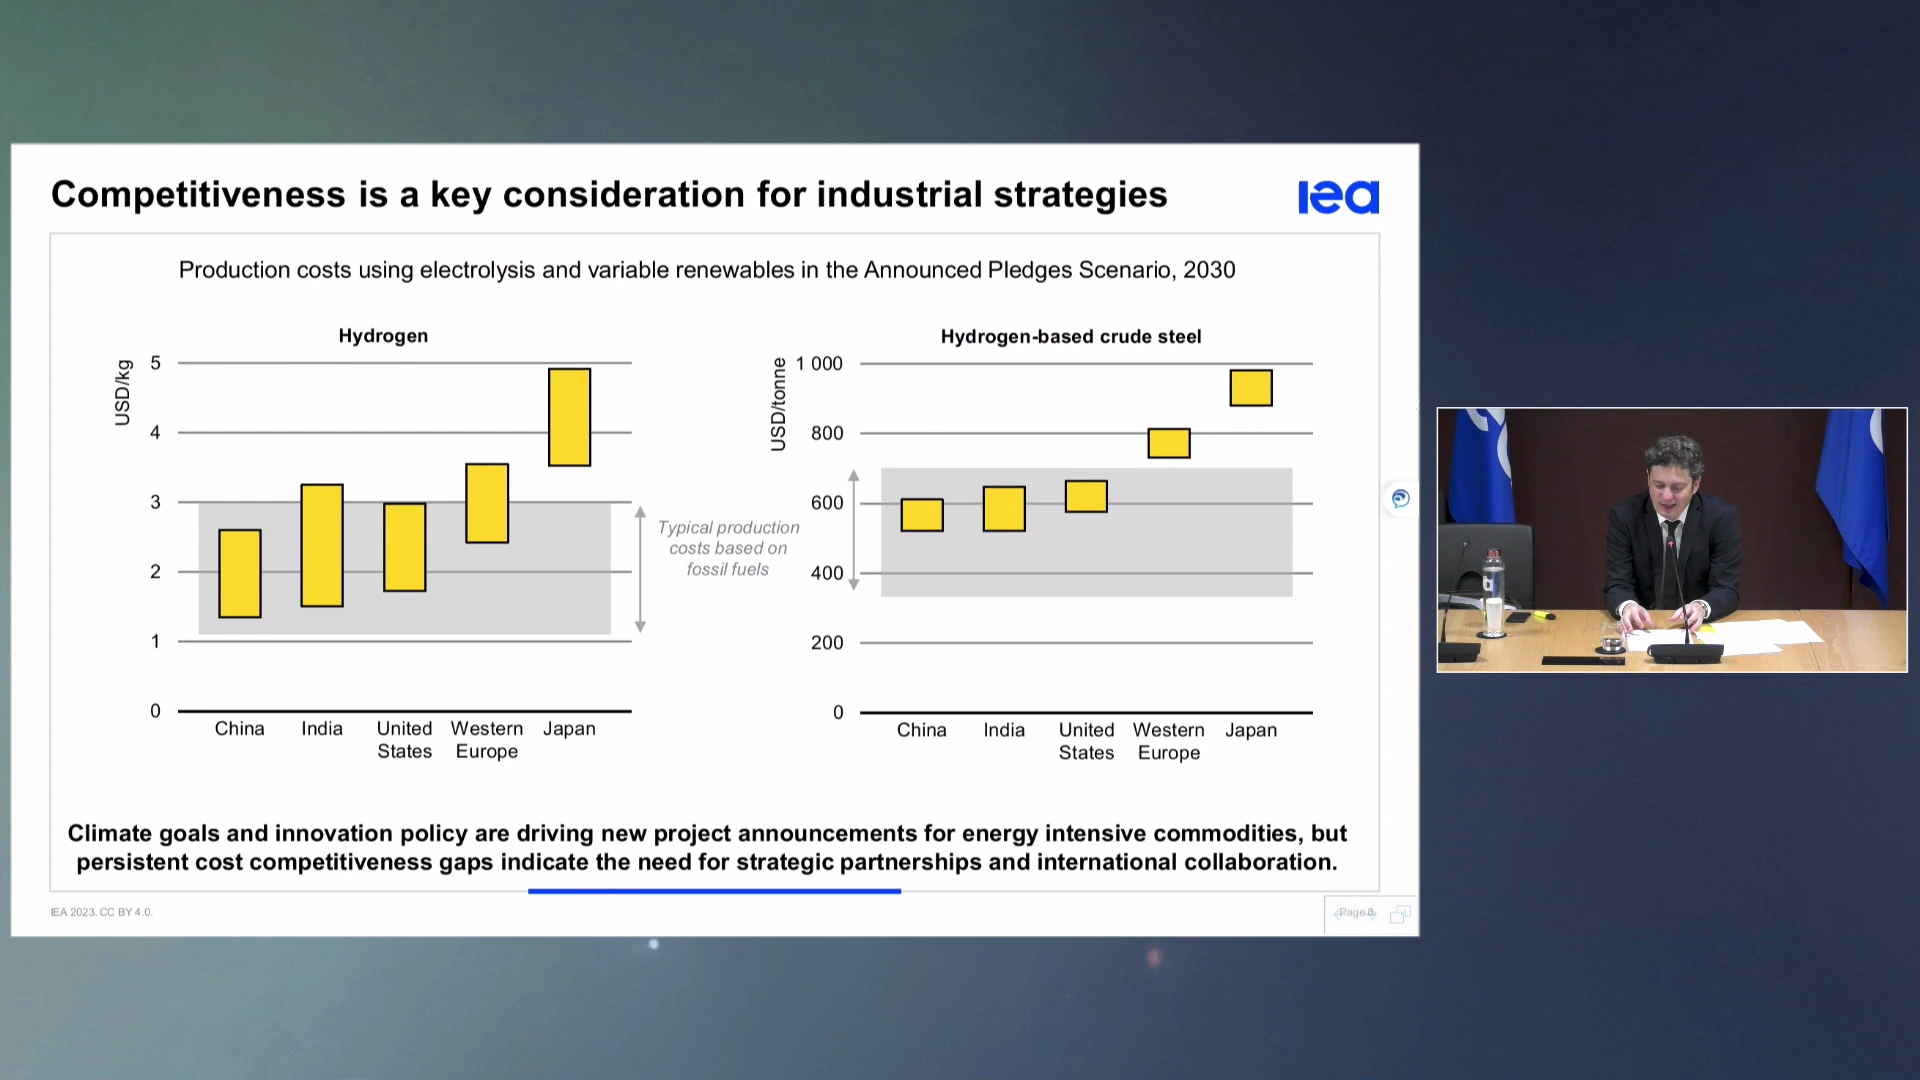 Competitiveness is a key consideration for industrial strategies
iea
Production costs using electrolysis and variable renewables in the Announced Pledges Scenario, 2030
Hydrogen
USD/kg
5
4
3
2
1
0
China
India
United
States
Western
Europe
Japan
Typical production
costs based on
fossil fuels
Hydrogen-based crude steel
USD/tonne
1 000
800
600
400
200
0
China
India
United
States
Western
Europe
Japan
Climate goals and innovation policy are driving new project announcements for energy intensive commodities, but
persistent cost competitiveness gaps indicate the need for strategic partnerships and international collaboration.
IEA 2023. CC BY 4.0.
Page 8